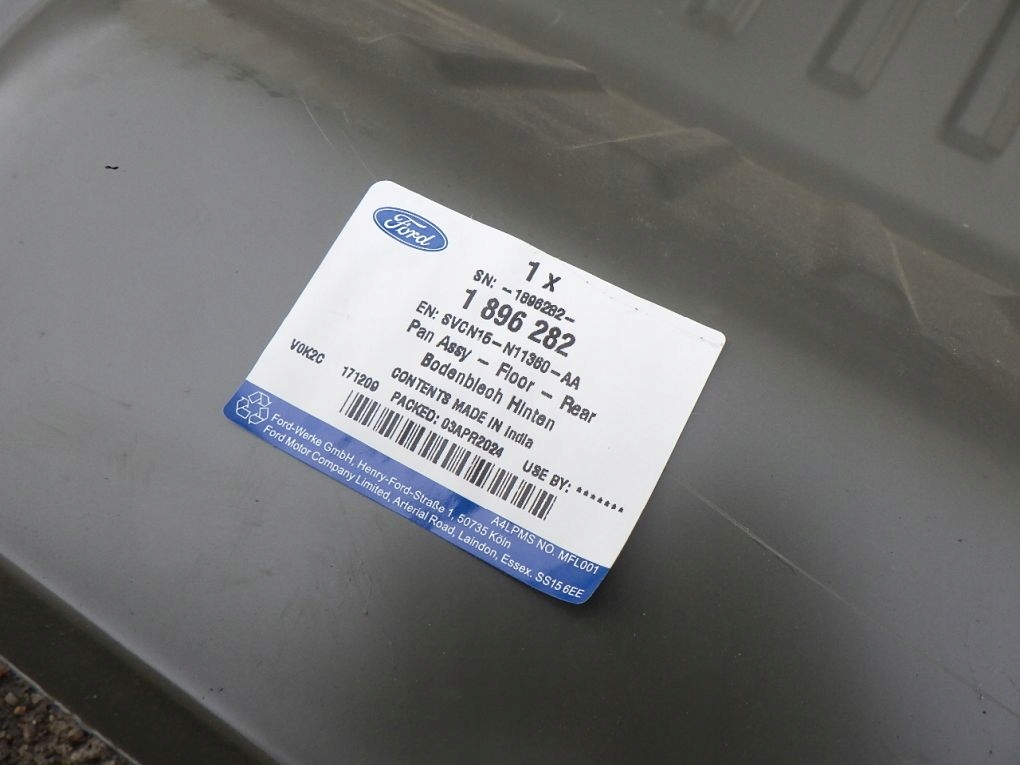 Ford
1 X
SN: -1896282-
1 896 282
EN: SVCN15-N11360-AA
Pan Assy - Floor - Rear
Bodenblech Hinten
CONTENTS MADE IN India
V0K2C 171209 PACKED: 03APR2024 USE BY: *******
A4LPMS NO. MFL001
Ford-Werke GmbH, Henry-Ford-Straße 1, 50735 Köln
Ford Motor Company Limited, Arterial Road, Laindon, Essex. SS15 6EE